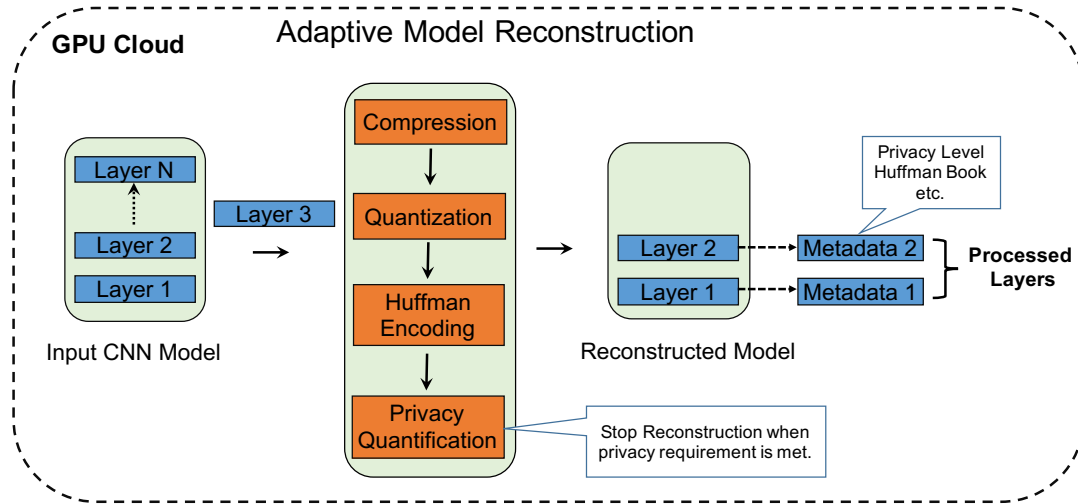 Adaptive Model Reconstruction
GPU Cloud
Layer N
Layer 2
Layer 1
Input CNN Model
Layer 3
Compression
Quantization
Huffman
Encoding
Privacy
Quantification
Stop Reconstruction when
privacy requirement is met.
Layer 2
Layer 1
Reconstructed Model
Privacy Level
Huffman Book
etc.
Metadata 2
Metadata 1
Processed
Layers